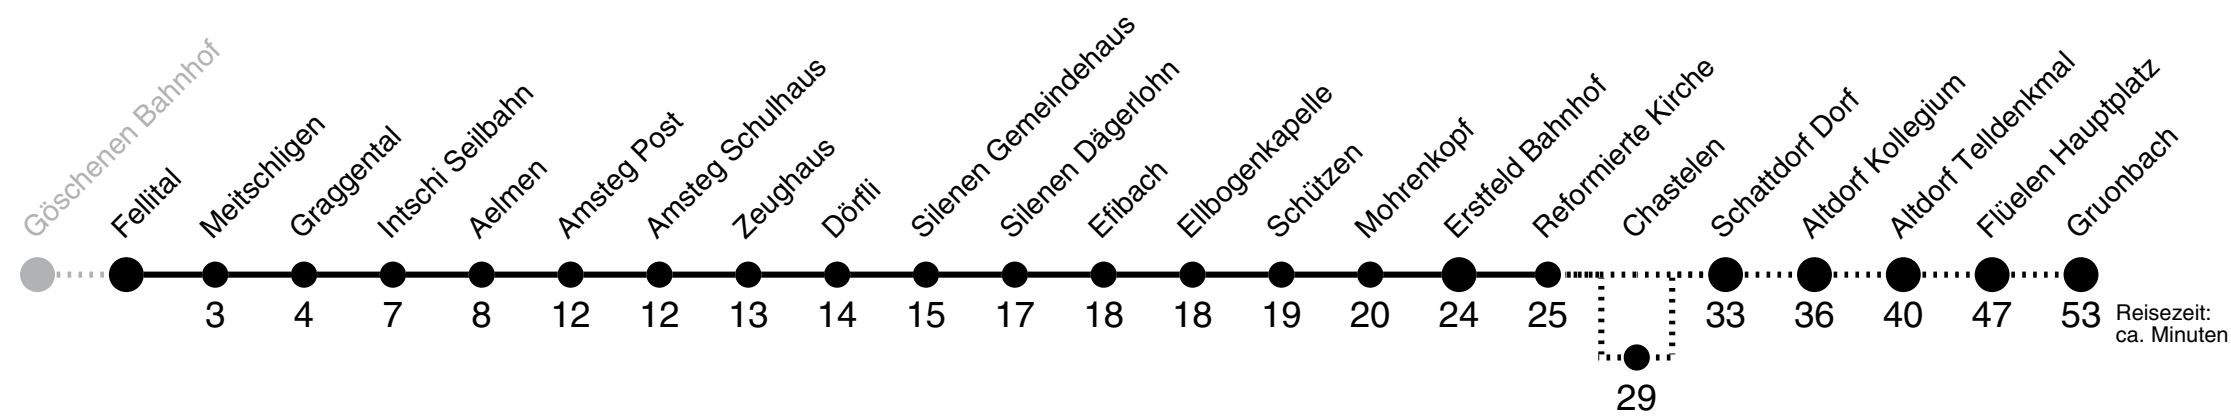 Göschenen Bahnhof
Fellital
Meitschligen
Graggental
Intschi Seilbahn
Aelmen
Amsteg Post
Amsteg Schulhaus
Zeughaus
Dörfli
Silenen Gemeindehaus
Silenen Dägerlohn
Efibach
Ellbogenkapelle
Schützen
Mohrenkopf
Erstfeld Bahnhof
Reformierte Kirche
Chastelen
Schattdorf Dorf
Altdorf Kollegium
Altdorf Telldenkmal
Flüelen Hauptplatz
Gruonbach
3 4 7 8 12 12 13 14 15 17 18 18 19 20 24 25 33 36 40 47 53
Reisezeit:
ca. Minuten
29